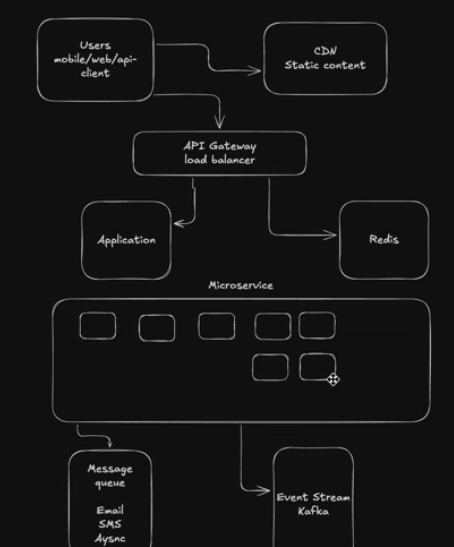 Users
mobile/web/api-
client
CDN
Static content
API Gateway
load balancer
Application
Redis
Microservice
Message
queue
Email
SMS
Aysnc
Event Stream
Kafka